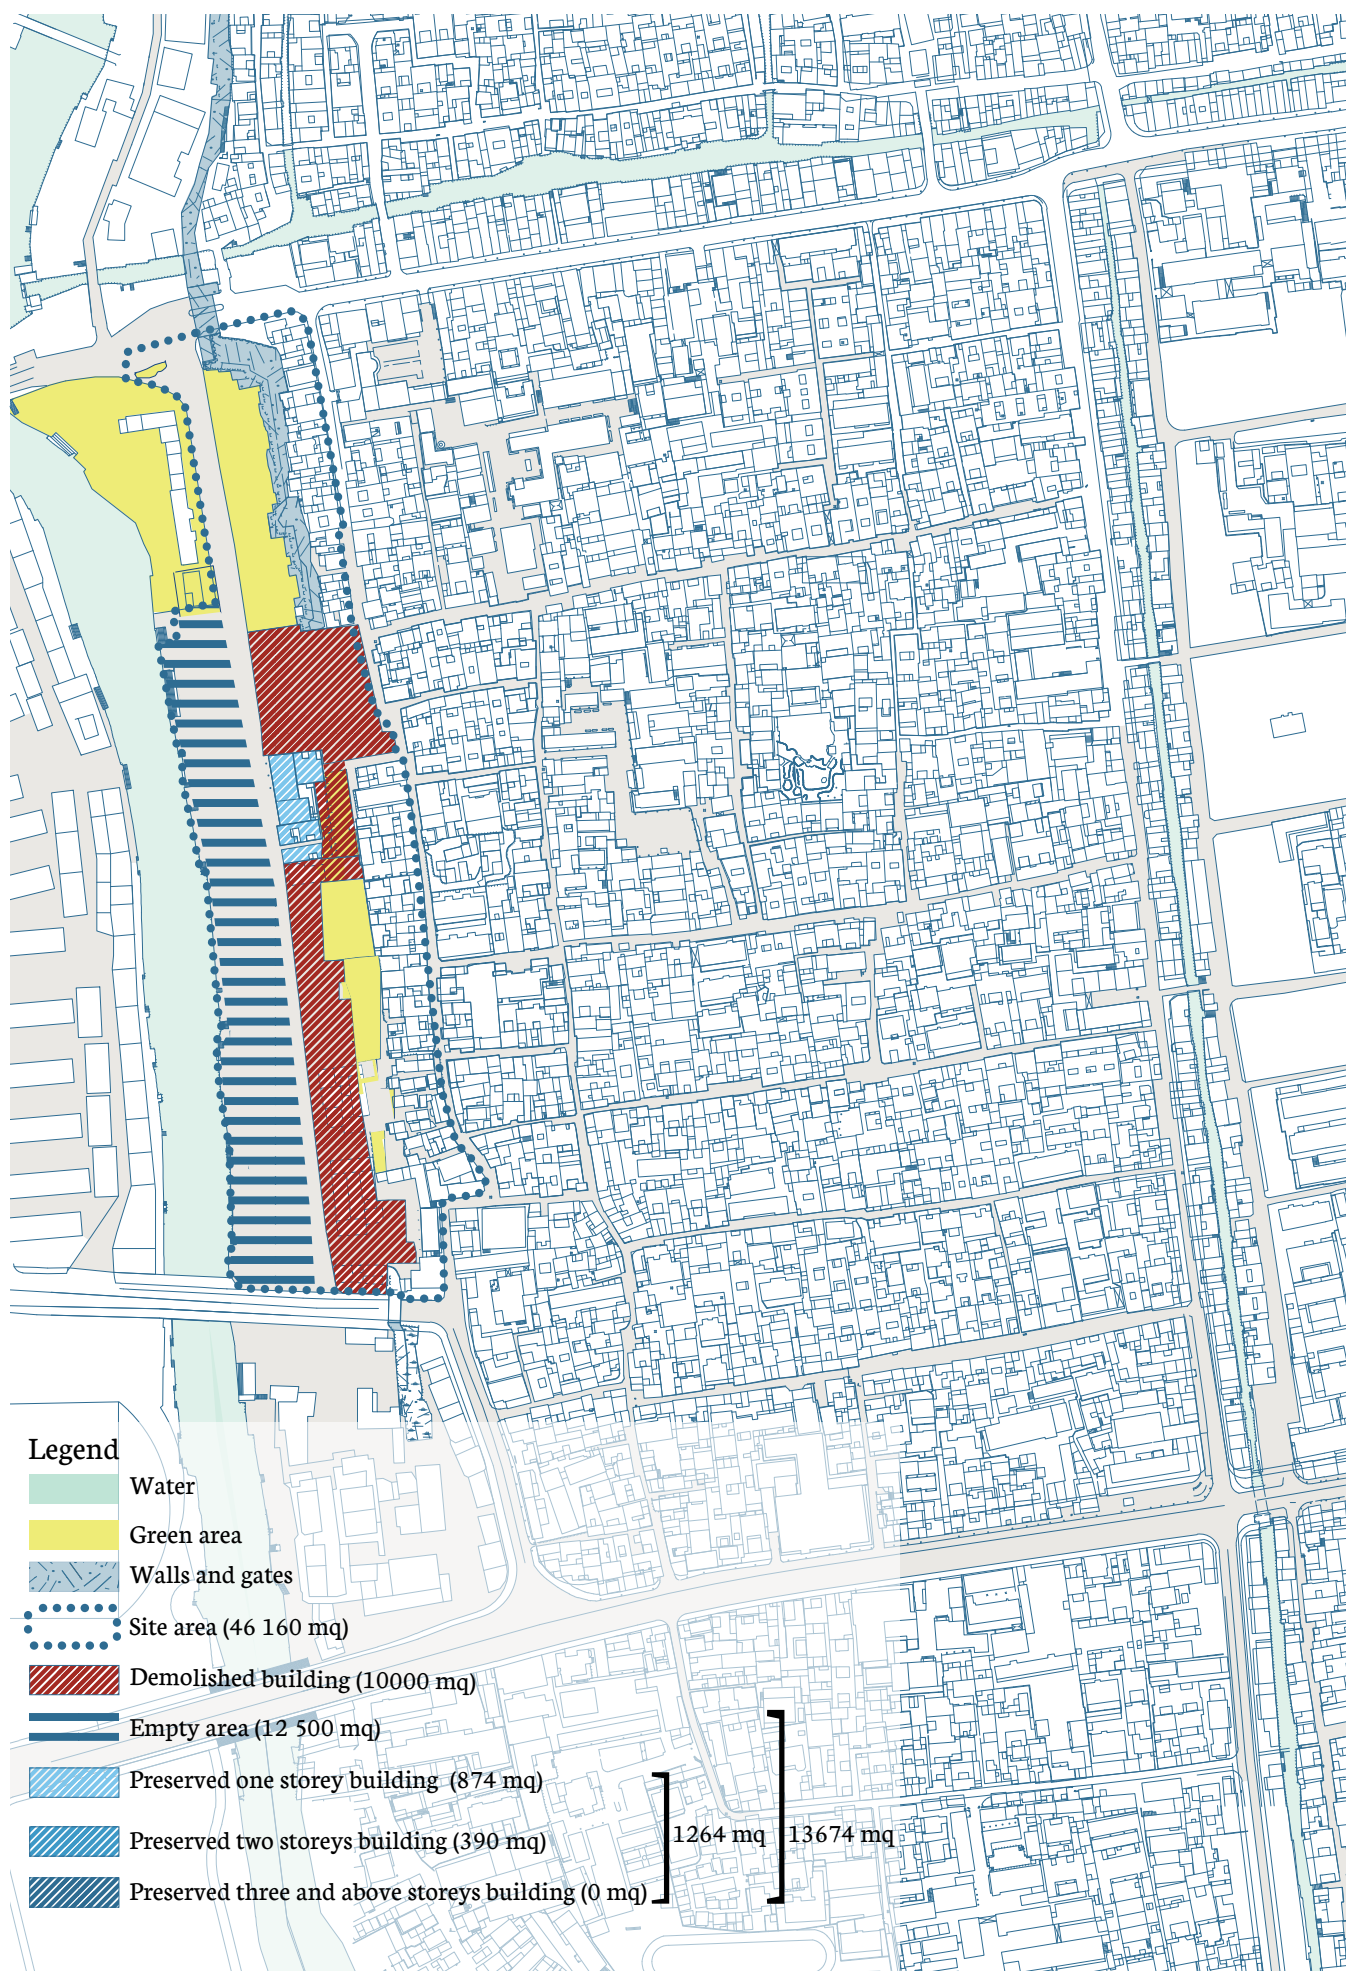 Legend
Water
Green area
Walls and gates
Site area (46 160 mq)
Demolished building (10000 mq)
Empty area (12 500 mq)
Preserved one storey building (874 mq)
Preserved two storeys building (390 mq)
Preserved three and above storeys building (0 mq)
1264 mq
13674 mq